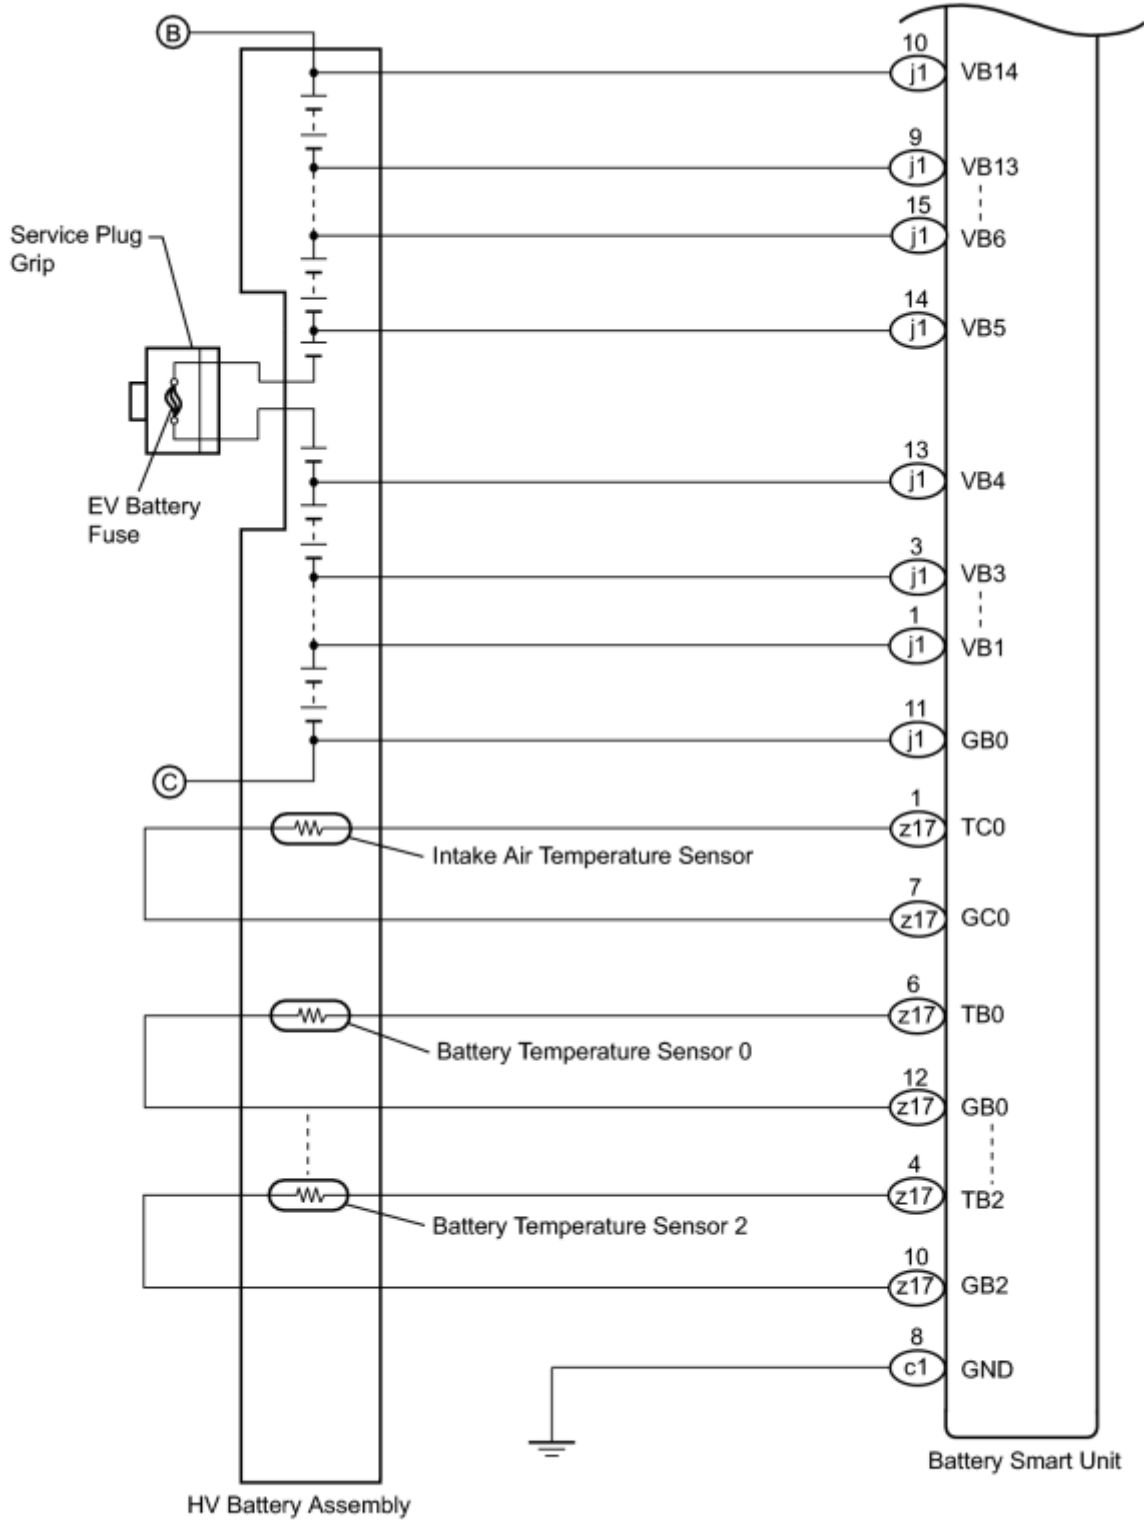 B
10
j1 VB14
9
j1 VB13
15
j1 VB6
Service Plug
Grip
14
j1 VB5
13
j1 VB4
EV Battery
Fuse
3
j1 VB3
1
j1 VB1
11
j1 GB0
C
1
z17 TC0
Intake Air Temperature Sensor
7
z17 GC0
6
z17 TB0
Battery Temperature Sensor 0
12
z17 GB0
4
z17 TB2
Battery Temperature Sensor 2
10
z17 GB2
8
c1 GND
Battery Smart Unit
HV Battery Assembly